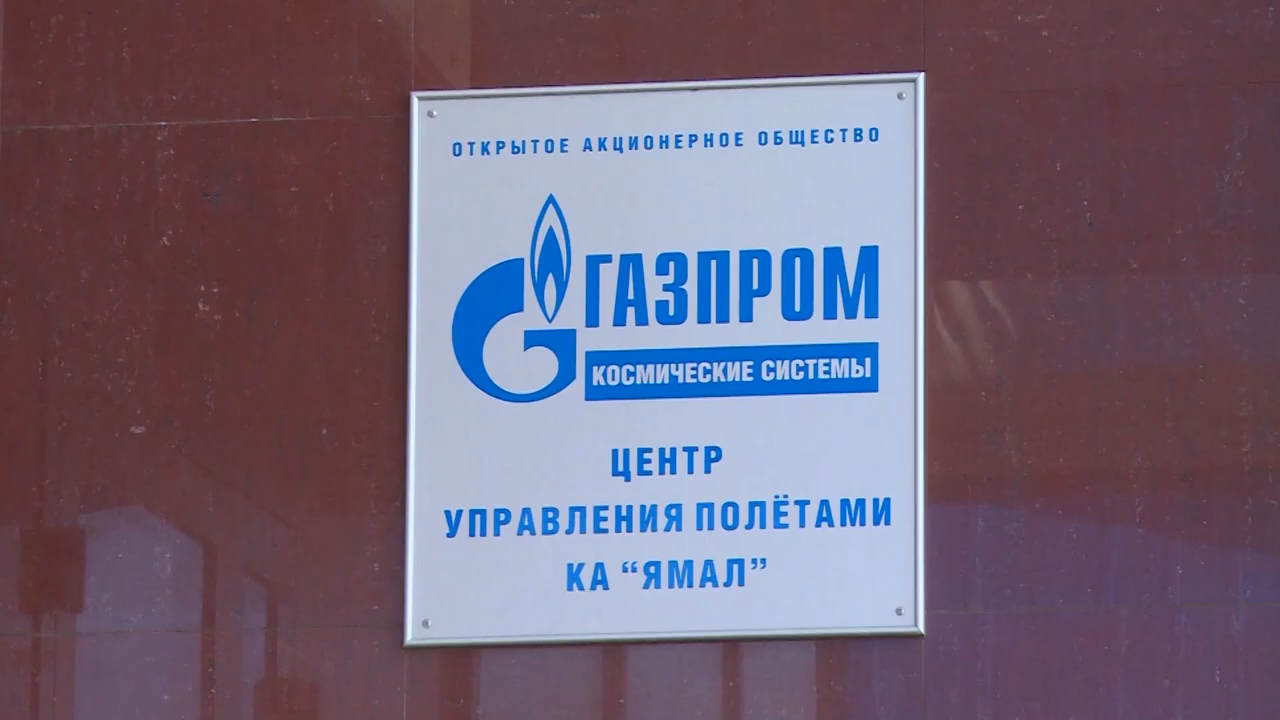 ОТКРЫТОЕ АКЦИОНЕРНОЕ ОБЩЕСТВО
ГАЗПРОМ
КОСМИЧЕСКИЕ СИСТЕМЫ
ЦЕНТР
УПРАВЛЕНИЯ ПОЛЁТАМИ
КА “ЯМАЛ”